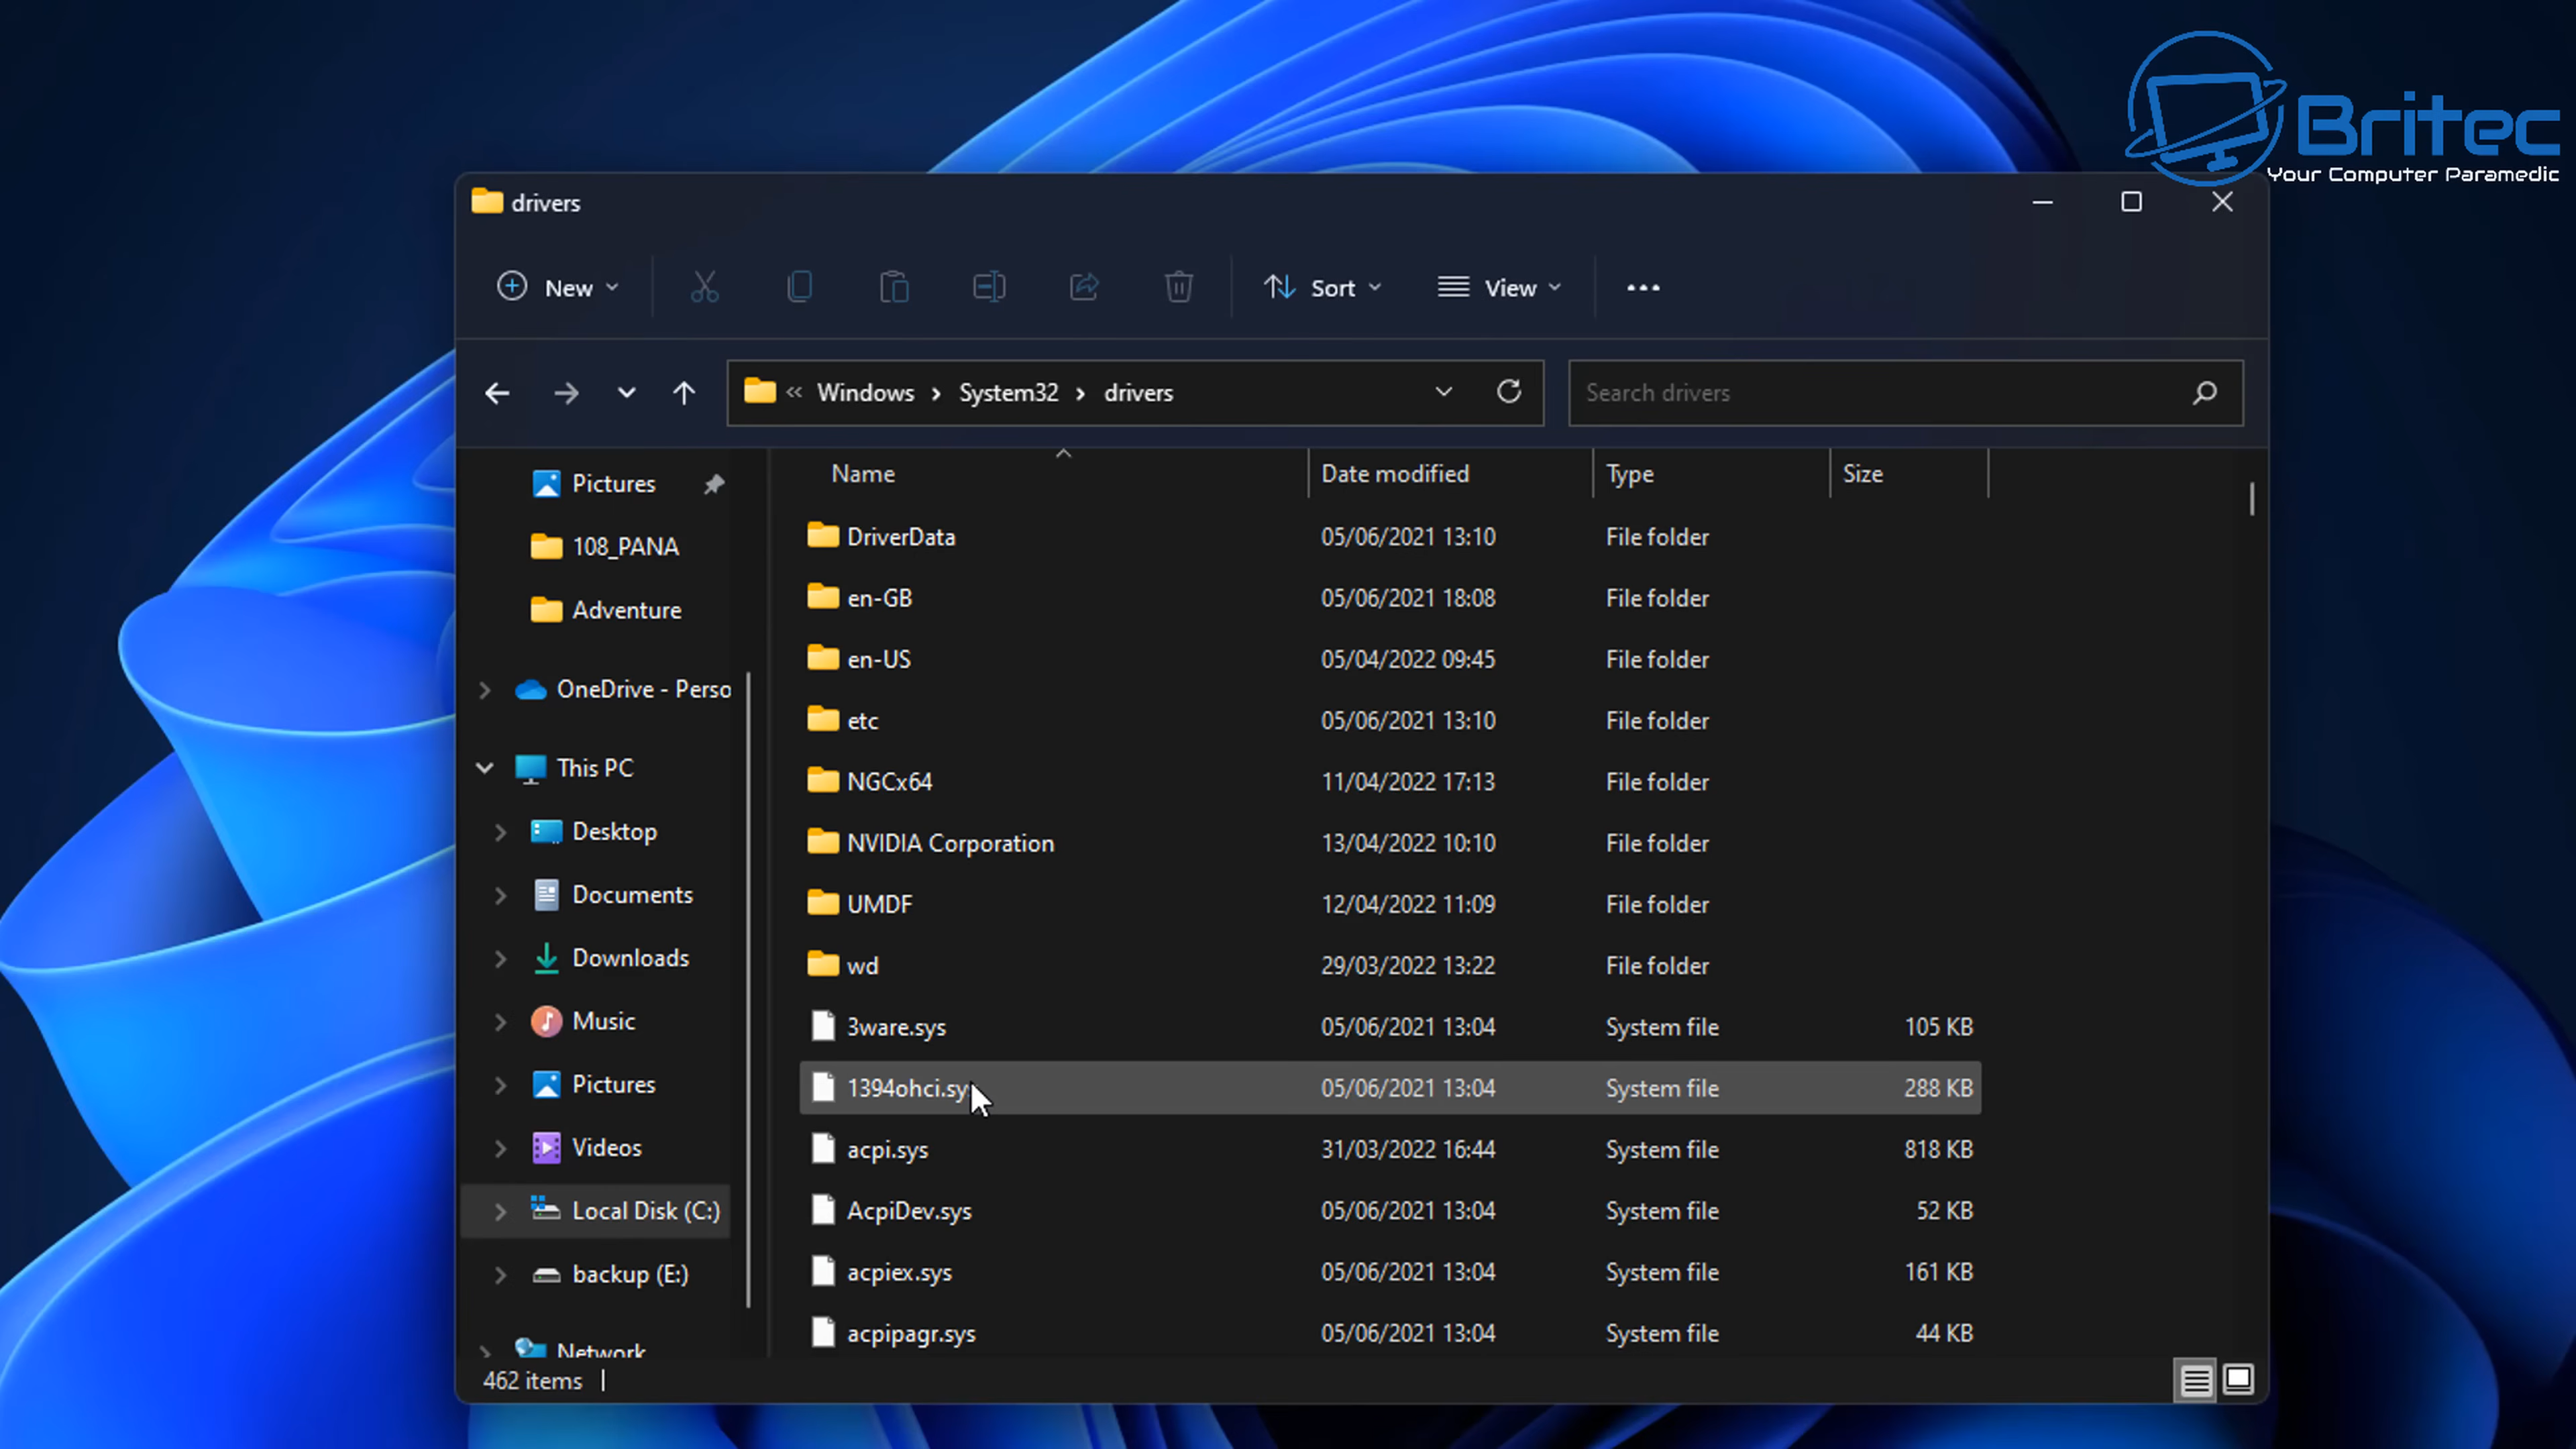 Britec
Your Computer Paramedic
drivers
New
Sort
View
« Windows › System32 › drivers
Search drivers
Name Date modified Type Size
Pictures
108_PANA
Adventure
OneDrive - Perso
This PC
Desktop
Documents
Downloads
Music
Pictures
Videos
Local Disk (C:)
backup (E:)
Network
DriverData 05/06/2021 13:10 File folder
en-GB 05/06/2021 18:08 File folder
en-US 05/04/2022 09:45 File folder
etc 05/06/2021 13:10 File folder
NGCx64 11/04/2022 17:13 File folder
NVIDIA Corporation 13/04/2022 10:10 File folder
UMDF 12/04/2022 11:09 File folder
wd 29/03/2022 13:22 File folder
3ware.sys 05/06/2021 13:04 System file 105 KB
1394ohci.sys 05/06/2021 13:04 System file 288 KB
acpi.sys 31/03/2022 16:44 System file 818 KB
AcpiDev.sys 05/06/2021 13:04 System file 52 KB
acpiex.sys 05/06/2021 13:04 System file 161 KB
acpipagr.sys 05/06/2021 13:04 System file 44 KB
462 items